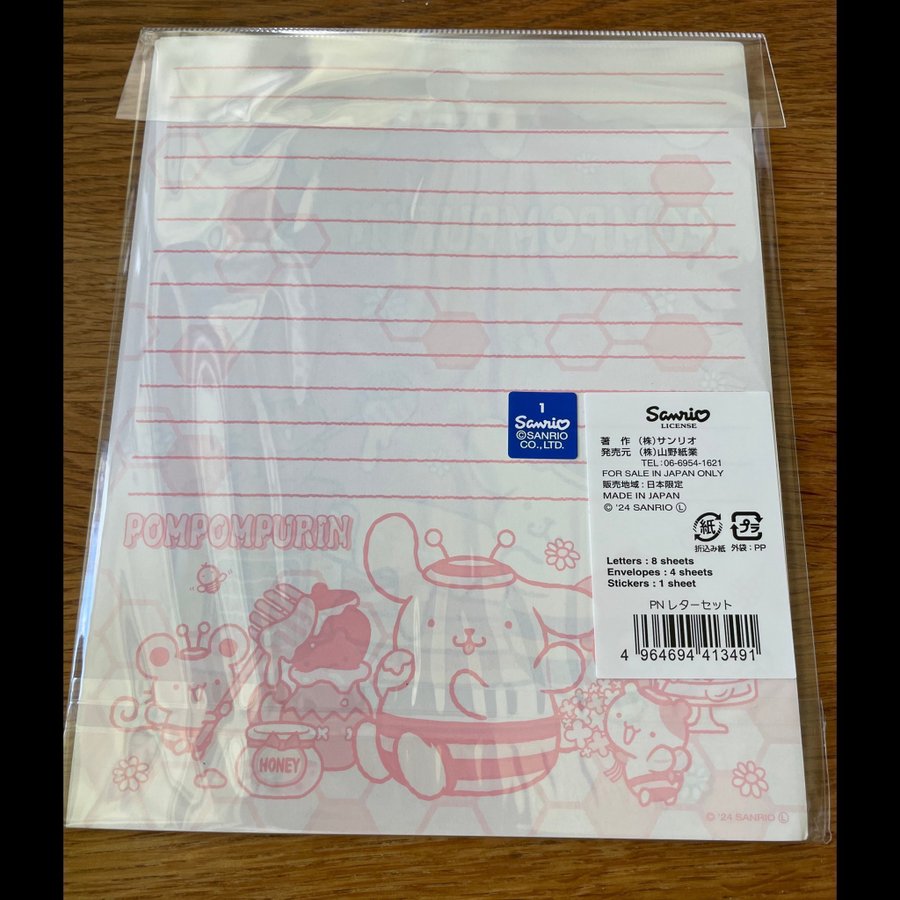 1
Sanrio
©SANRIO
CO., LTD.
Sanrio
LICENSE
著 作 (株)サンリオ
発売元 (株)山野紙業
TEL:06-6954-1621
FOR SALE IN JAPAN ONLY
販売地域:日本限定
MADE IN JAPAN
© '24 SANRIO Ⓛ
紙
プラ
折込み紙 外袋:PP
Letters : 8 sheets
Envelopes : 4 sheets
Stickers : 1 sheet
PN レターセット
4 964694 413491
POMPOMPURIN
HONEY
© '24 SANRIO Ⓛ